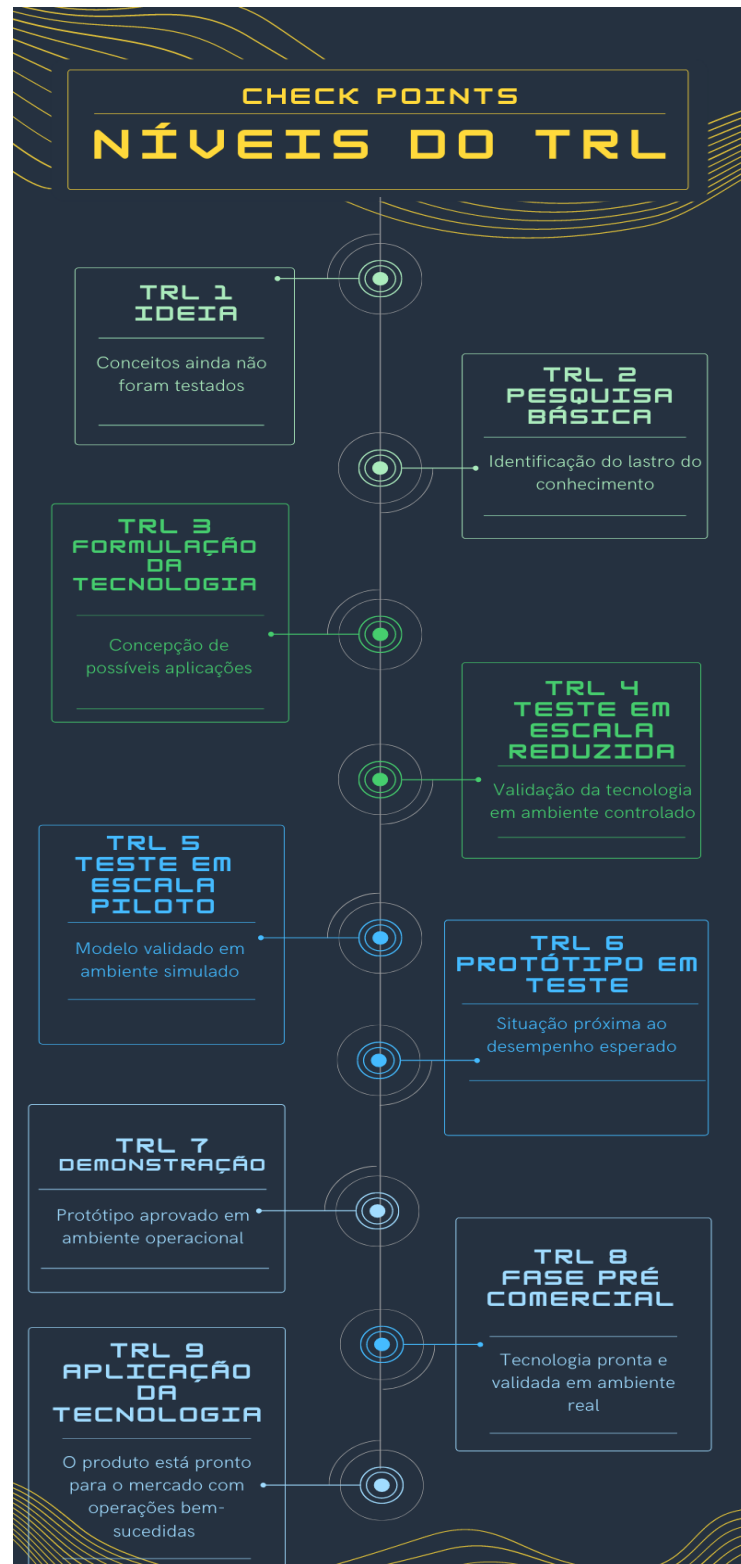 CHECK POINTS
NÍVEIS DO TRL
TRL 1
IDEIA
Conceitos ainda não
foram testados
TRL 2
PESQUISA
BÁSICA
Identificação do lastro do
conhecimento
TRL 3
FORMULAÇÃO
DA
TECNOLOGIA
Concepção de
possíveis aplicações
TRL 4
TESTE EM
ESCALA
REDUZIDA
Validação da tecnologia
em ambiente controlado
TRL 5
TESTE EM
ESCALA
PILOTO
Modelo validado em
ambiente simulado
TRL 6
PROTÓTIPO EM
TESTE
Situação próxima ao
desempenho esperado
TRL 7
DEMONSTRAÇÃO
Protótipo aprovado em
ambiente operacional
TRL 8
FASE PRÉ
COMERCIAL
Tecnologia pronta e
validada em ambiente
real
TRL 9
APLICAÇÃO
DA
TECNOLOGIA
O produto está pronto
para o mercado com
operações bem-
sucedidas